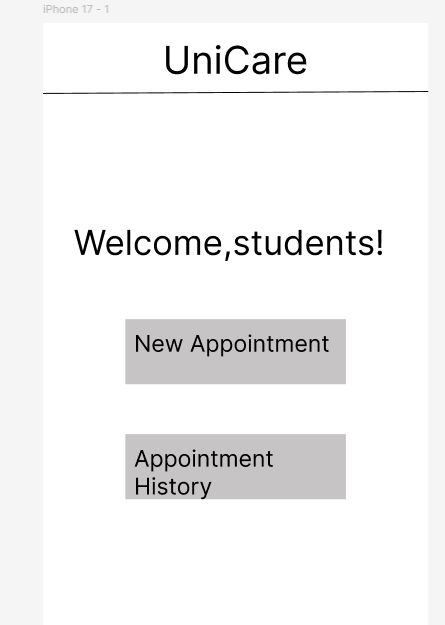 iPhone 17 - 1
UniCare
Welcome,students!
New Appointment
Appointment
History